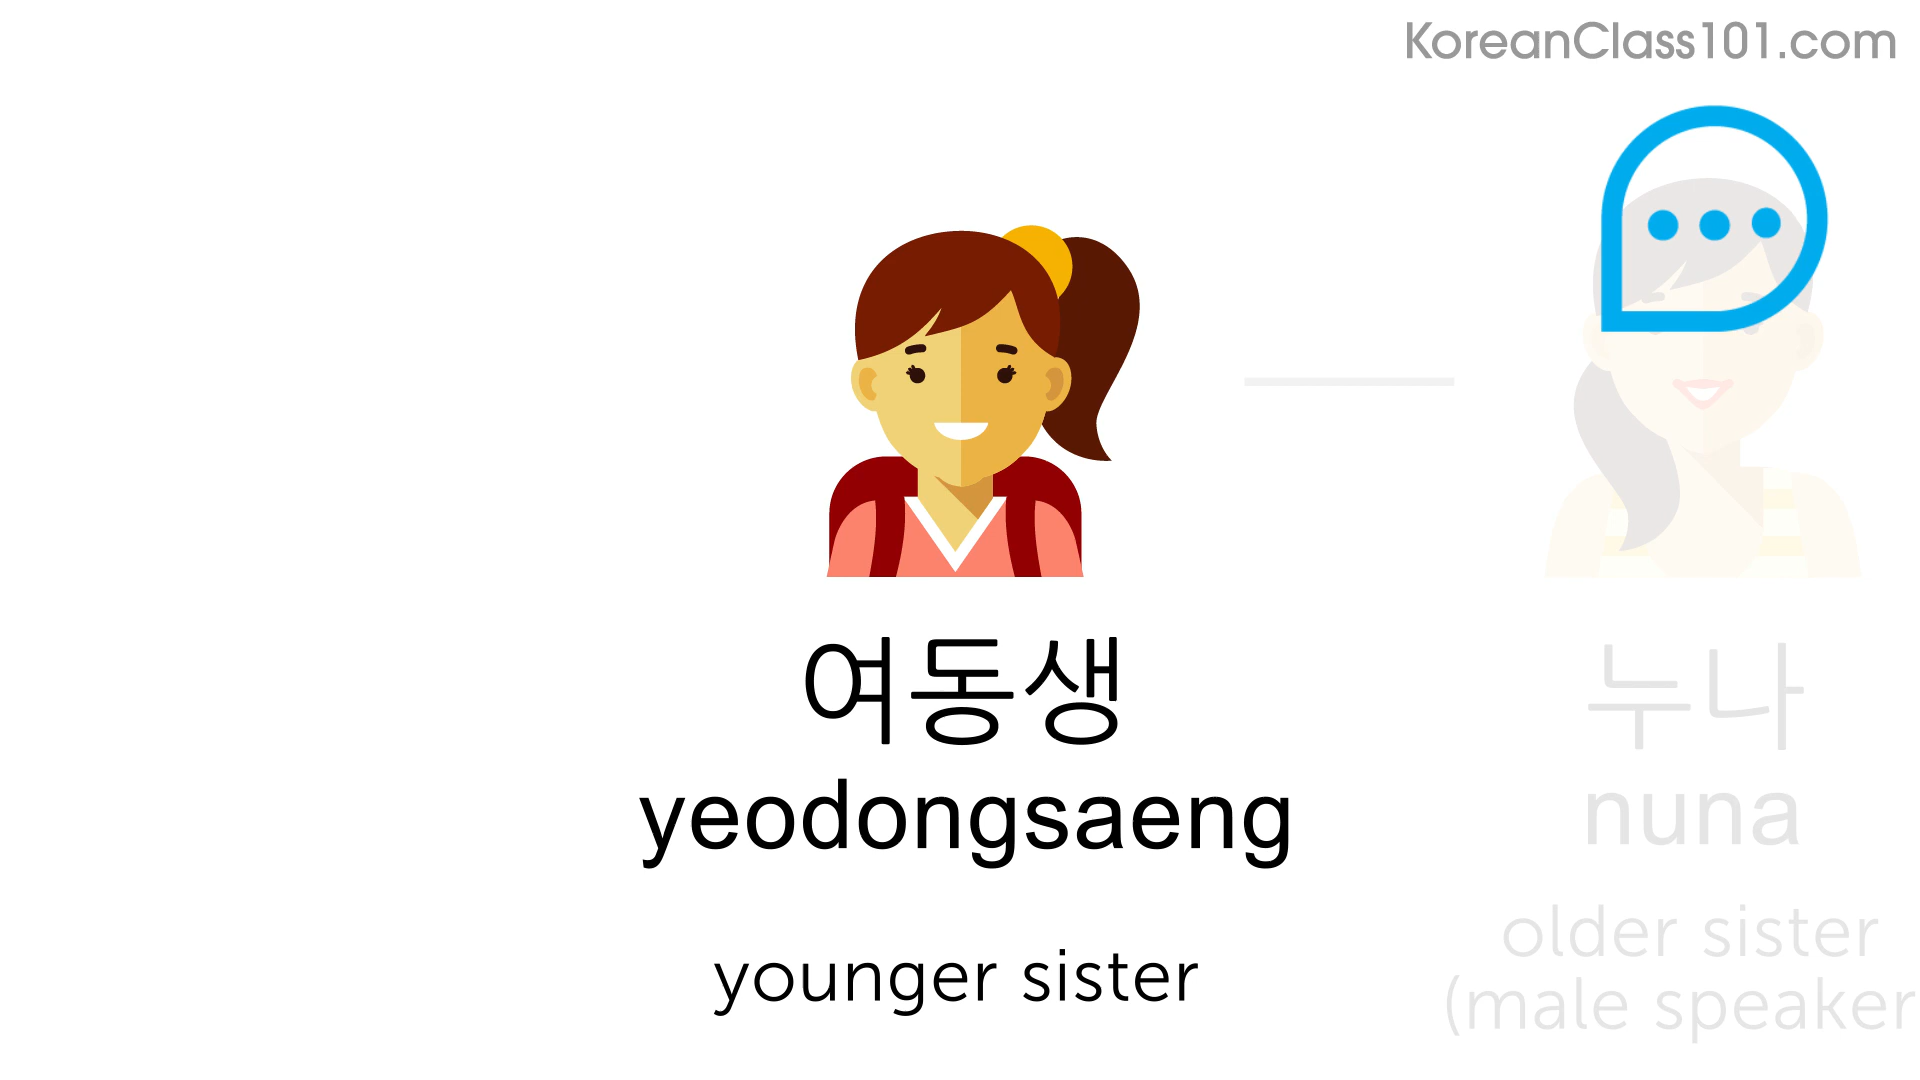 KoreanClass101.com
여동생
yeodongsaeng
younger sister
누나
nuna
older sister
(male speaker